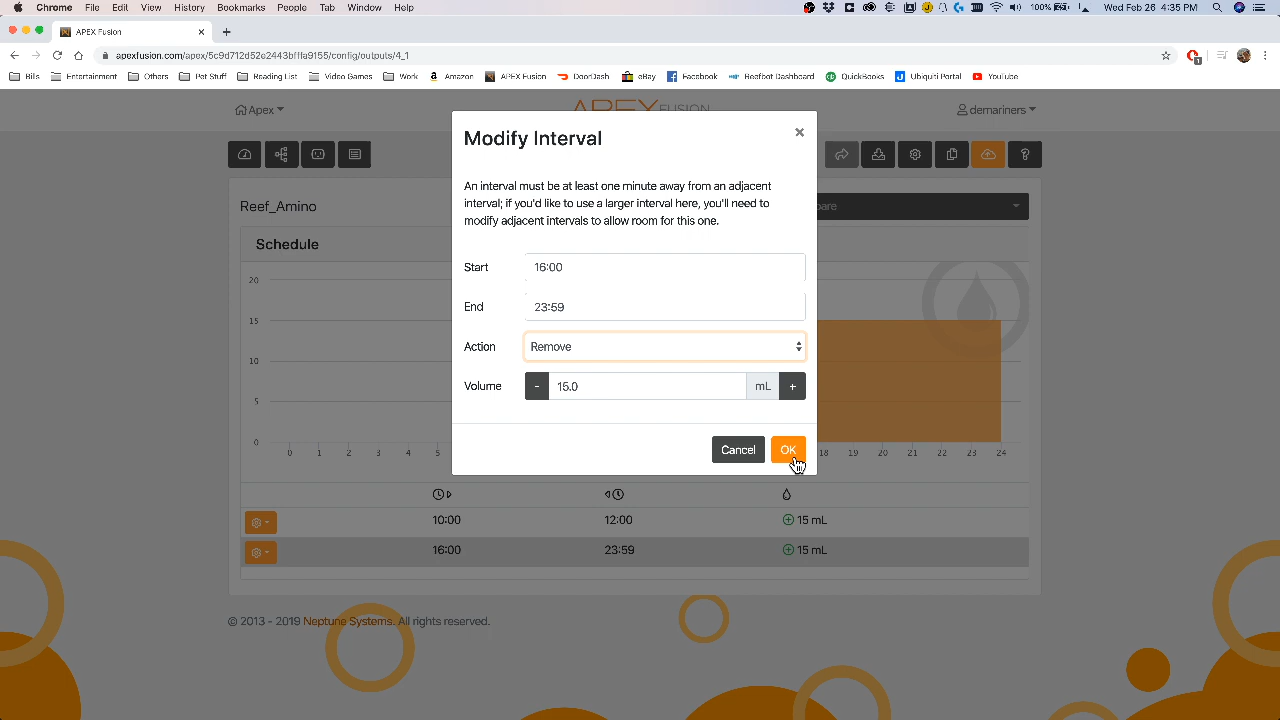 Chrome File Edit View History Bookmarks People Tab Window Help 100% Wed Feb 26 4:35 PM
APEX Fusion
apexfusion.com/apex/5c9d712d52e2443bfffa9155/config/outputs/4_1
Bills Entertainment Others Pet Stuff Reading List Video Games Work Amazon APEX Fusion DoorDash eBay Facebook Reefbot Dashboard QuickBooks Ubiquiti Portal YouTube
Apex APEX FUSION demariners
Modify Interval
An interval must be at least one minute away from an adjacent
interval; if you'd like to use a larger interval here, you'll need to
modify adjacent intervals to allow room for this one.
Reef_Amino
Schedule
Start 16:00
End 23:59
Action Remove
Volume - 15.0 mL +
Cancel OK
20
15
10
5
0
0 1 2 3 4 18 19 20 21 22 23 24
10:00 12:00 15 mL
16:00 23:59 15 mL
© 2013 - 2019 Neptune Systems. All rights reserved.